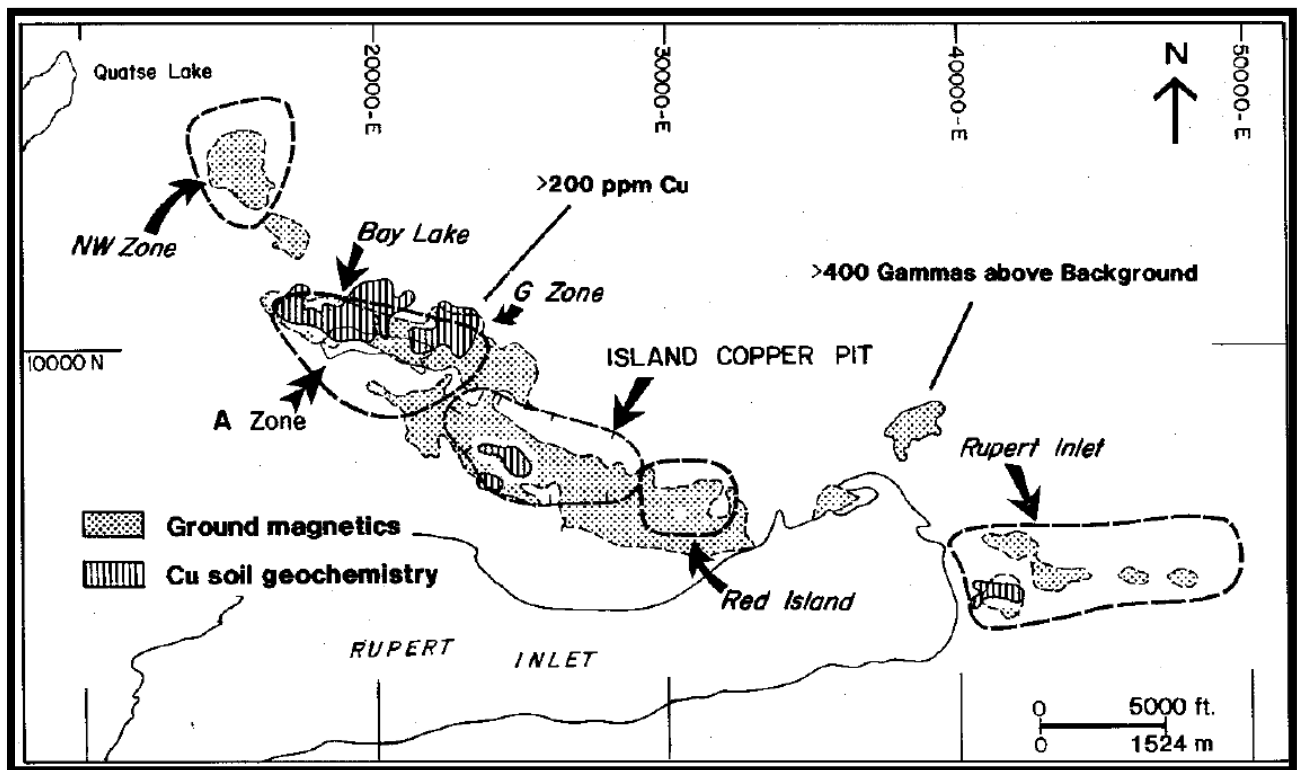 Quatse Lake
20000-E
30000-E
40000-E
50000-E
N
>200 ppm Cu
NW Zone
Bay Lake
>400 Gammas above Background
G Zone
10000 N
ISLAND COPPER PIT
A Zone
Rupert Inlet
Ground magnetics
Cu soil geochemistry
Red Island
RUPERT INLET
0 5000 ft.
0 1524 m